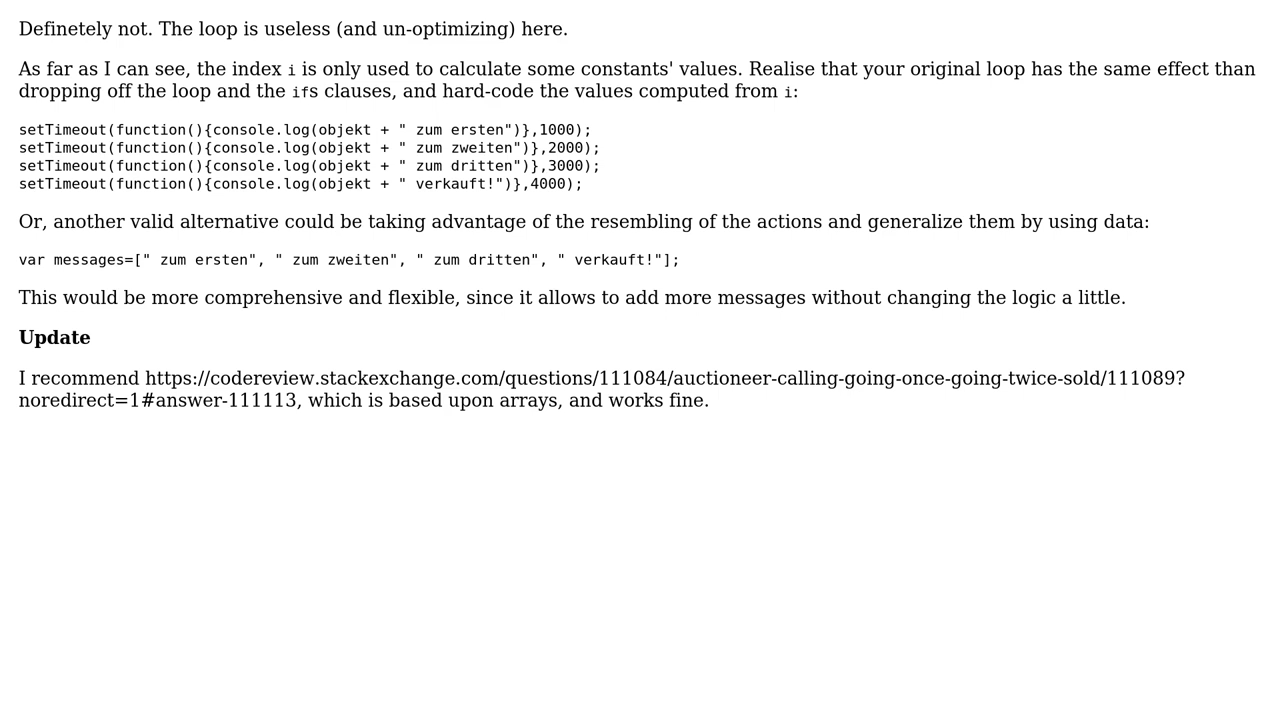 Definetely not. The loop is useless (and un-optimizing) here.
As far as I can see, the index i is only used to calculate some constants' values. Realise that your original loop has the same effect than
dropping off the loop and the ifs clauses, and hard-code the values computed from i:
setTimeout(function(){console.log(objekt + " zum ersten")},1000);
setTimeout(function(){console.log(objekt + " zum zweiten")},2000);
setTimeout(function(){console.log(objekt + " zum dritten")},3000);
setTimeout(function(){console.log(objekt + " verkauft!")},4000);
Or, another valid alternative could be taking advantage of the resembling of the actions and generalize them by using data:
var messages=[" zum ersten", " zum zweiten", " zum dritten", " verkauft!"];
This would be more comprehensive and flexible, since it allows to add more messages without changing the logic a little.
Update
I recommend https://codereview.stackexchange.com/questions/111084/auctioneer-calling-going-once-going-twice-sold/111089?
noredirect=1#answer-111113, which is based upon arrays, and works fine.